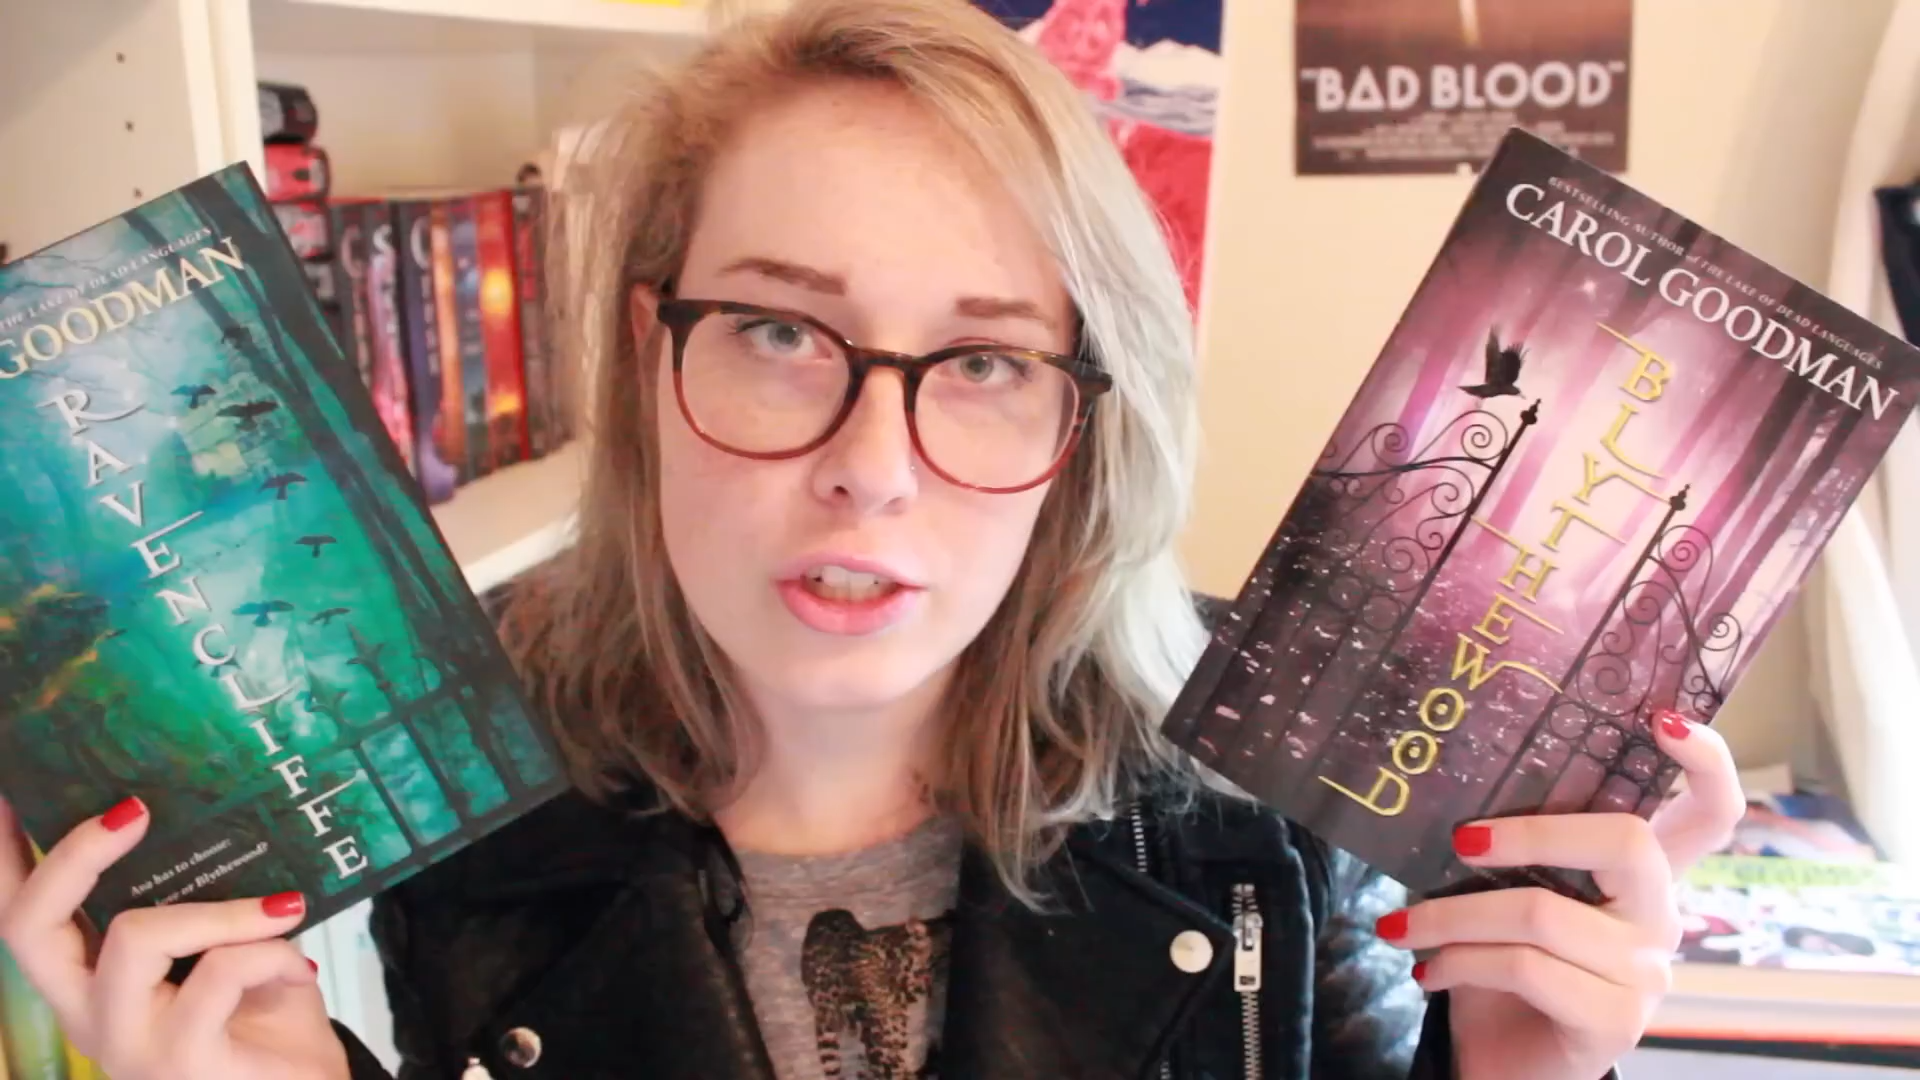 THE LAKE OF DEAD LANGUAGES
GOODMAN
RAVENCLIFFE
Ava has to choose:
love or Blythewood?
"BAD BLOOD"
BESTSELLING AUTHOR of THE LAKE OF DEAD LANGUAGES
CAROL GOODMAN
BLYTHEWOOD